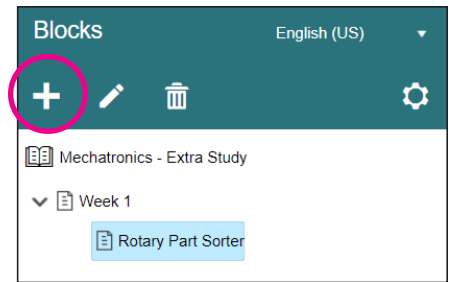 Blocks English (US)
Mechatronics - Extra Study
Week 1
Rotary Part Sorter